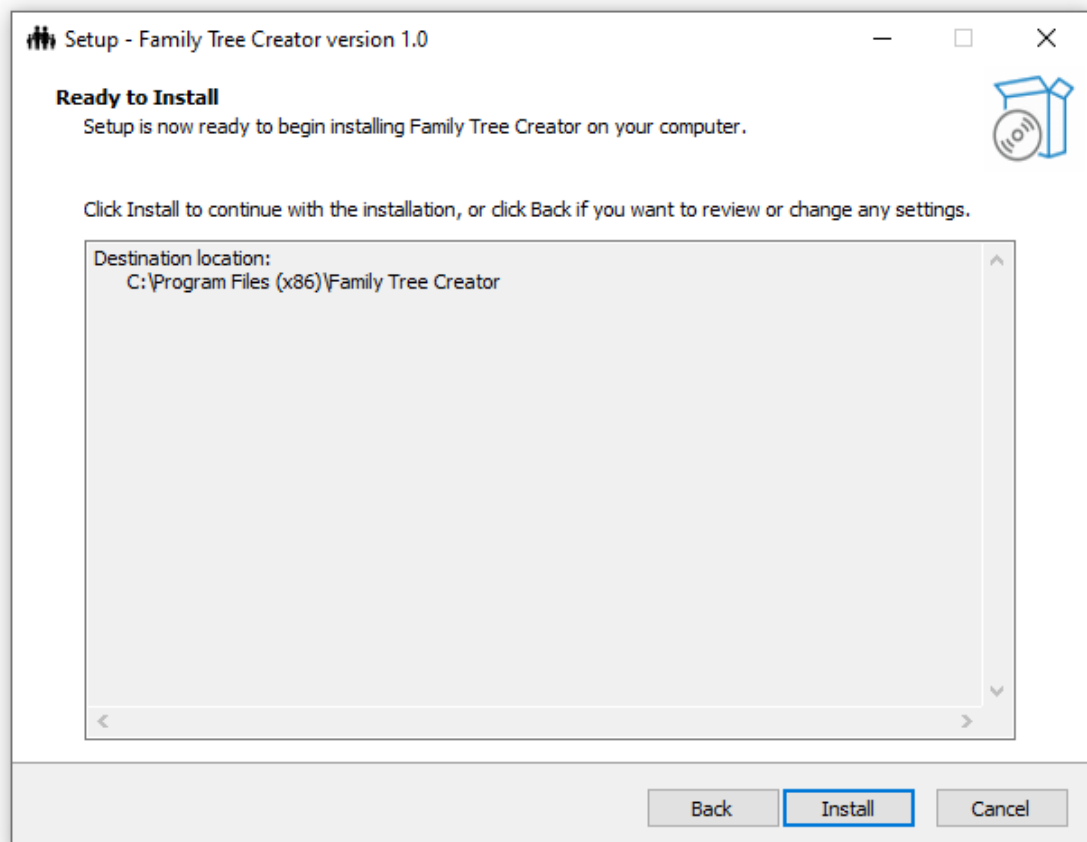 Setup - Family Tree Creator version 1.0
Ready to Install
Setup is now ready to begin installing Family Tree Creator on your computer.
Click Install to continue with the installation, or click Back if you want to review or change any settings.
Destination location:
C:\Program Files (x86)\Family Tree Creator
Back Install Cancel